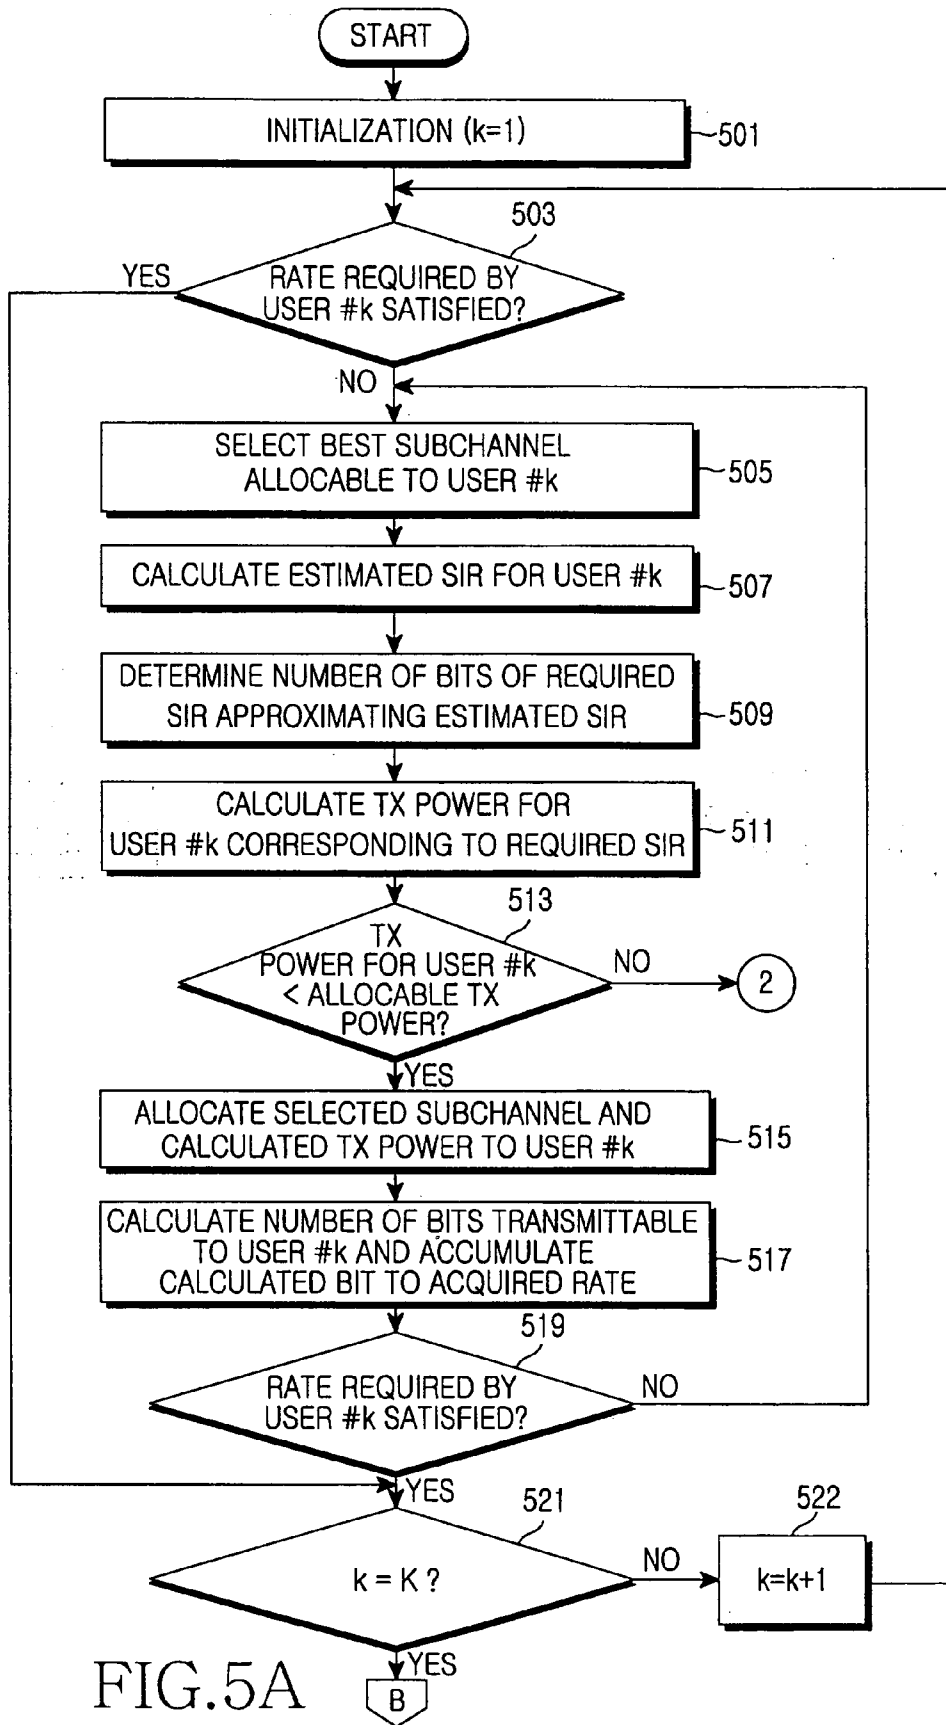 START
INITIALIZATION (k=1)
501
503
YES
RATE REQUIRED BY
USER #k SATISFIED?
NO
SELECT BEST SUBCHANNEL
ALLOCABLE TO USER #k
505
CALCULATE ESTIMATED SIR FOR USER #k
507
DETERMINE NUMBER OF BITS OF REQUIRED
SIR APPROXIMATING ESTIMATED SIR
509
CALCULATE TX POWER FOR
USER #k CORRESPONDING TO REQUIRED SIR
511
513
TX
POWER FOR USER #k
< ALLOCABLE TX
POWER?
NO
2
YES
ALLOCATE SELECTED SUBCHANNEL AND
CALCULATED TX POWER TO USER #k
515
CALCULATE NUMBER OF BITS TRANSMITTABLE
TO USER #k AND ACCUMULATE
CALCULATED BIT TO ACQUIRED RATE
517
519
RATE REQUIRED BY
USER #k SATISFIED?
NO
YES
521
522
k = K ?
NO
k=k+1
YES
B
FIG.5A